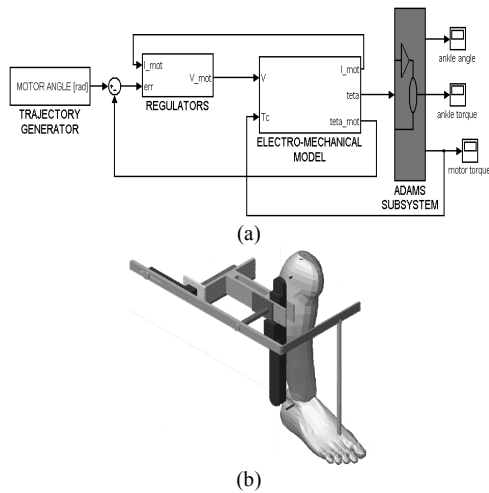 I_mot
V_mot
err
REGULATORS
MOTOR ANGLE [rad]
TRAJECTORY
GENERATOR
V
Tc
I_mot
teta
teta_mot
ELECTRO-MECHANICAL
MODEL
ADAMS
SUBSYSTEM
ankle angle
ankle torque
motor torque
(a)
(b)